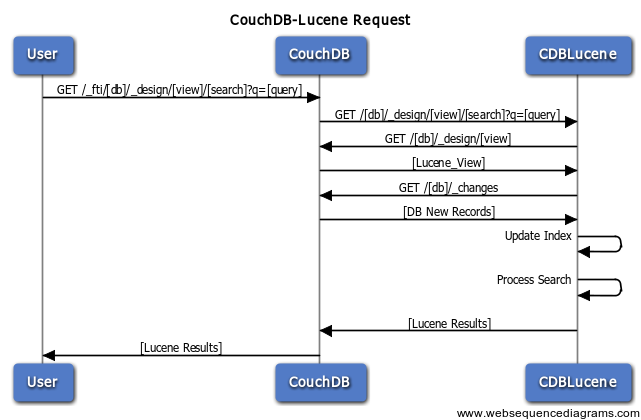 CouchDB-Lucene Request
User CouchDB CDBLucene
GET /_fti/[db]/_design/[view]/[search]?q=[query]
GET /[db]/_design/[view]/[search]?q=[query]
GET /[db]/_design/[view]
[Lucene_View]
GET /[db]/_changes
[DB New Records]
Update Index
Process Search
[Lucene Results]
[Lucene Results]
User CouchDB CDBLucene
www.websequencediagrams.com